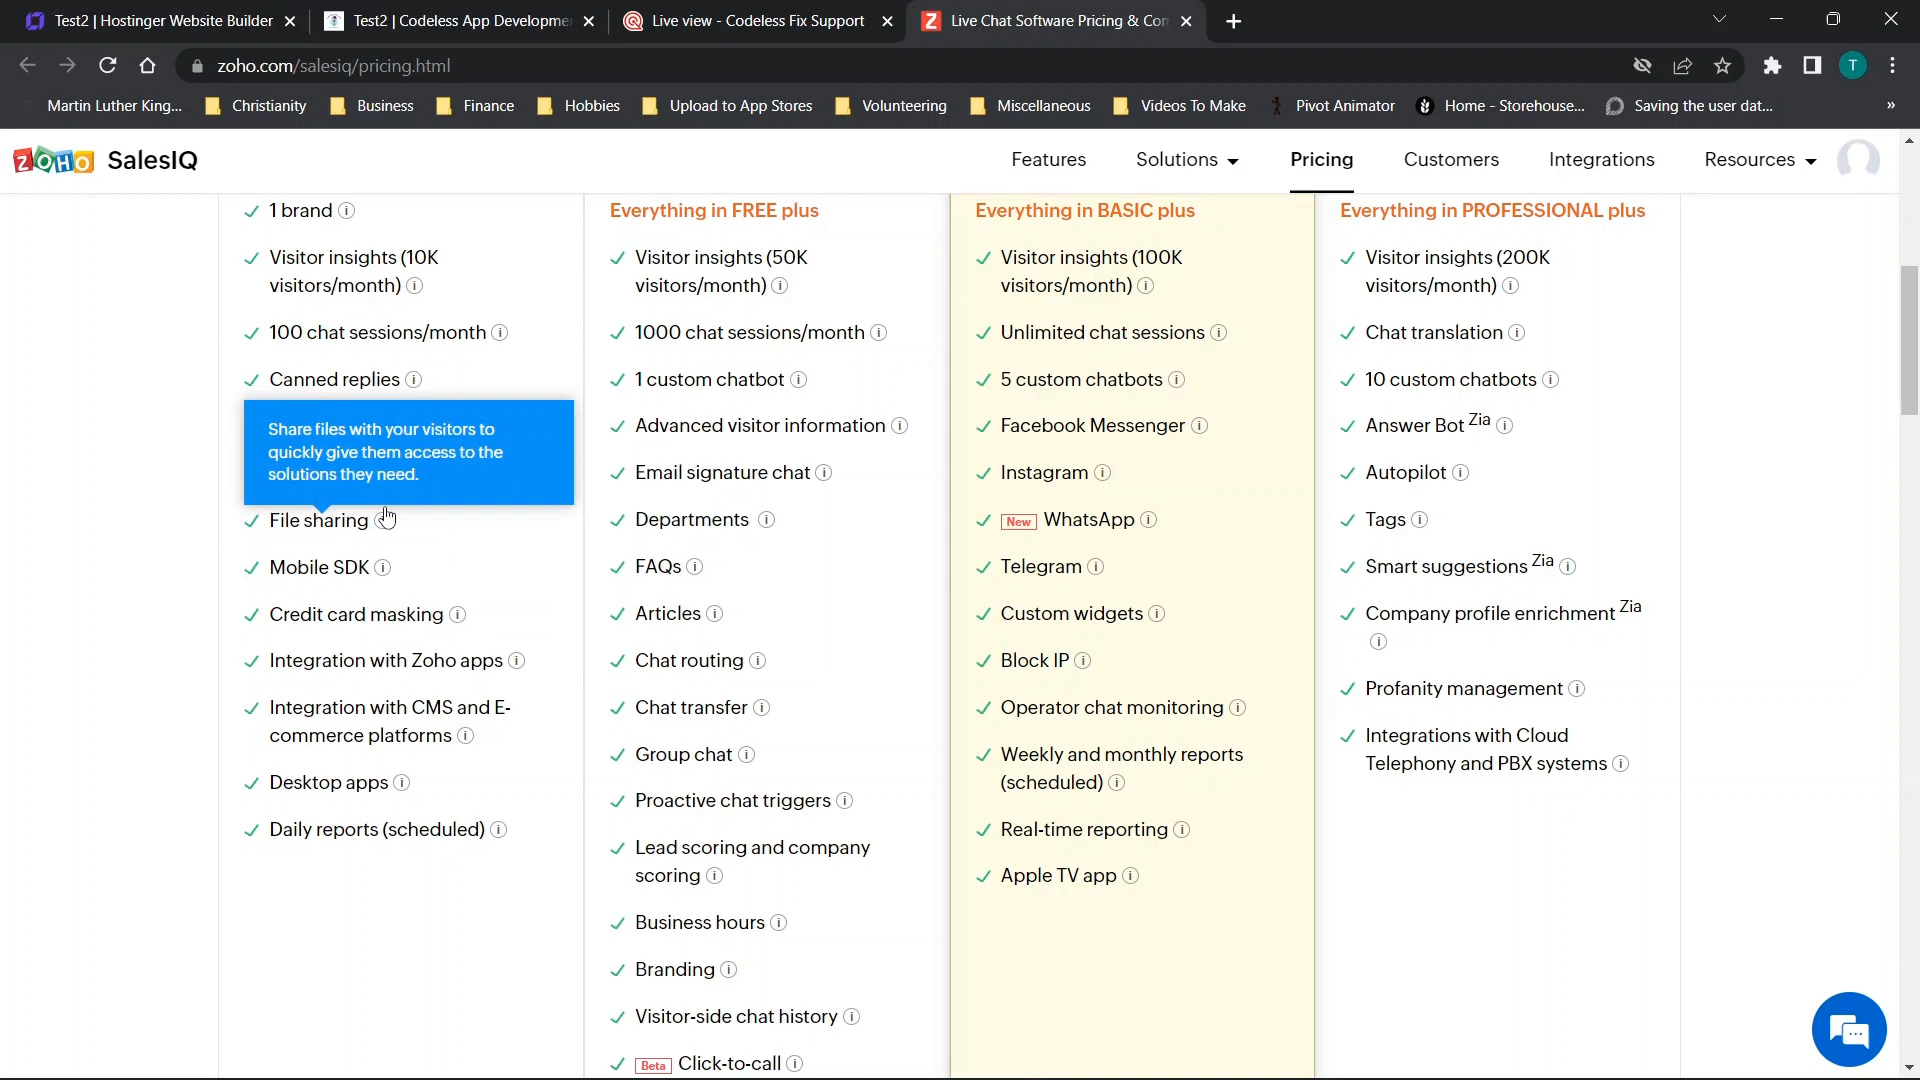 Test2 | Hostinger Website Builder
Test2 | Codeless App Developme
Live view - Codeless Fix Support
Live Chat Software Pricing & Con
zoho.com/salesiq/pricing.html
T
Martin Luther King...
Christianity
Business
Finance
Hobbies
Upload to App Stores
Volunteering
Miscellaneous
Videos To Make
Pivot Animator
Home - Storehouse...
Saving the user dat...
»
ZOHO SalesIQ
Features
Solutions
Pricing
Customers
Integrations
Resources
1 brand
Visitor insights (10K
visitors/month)
100 chat sessions/month
Canned replies
Share files with your visitors to
quickly give them access to the
solutions they need.
File sharing
Mobile SDK
Credit card masking
Integration with Zoho apps
Integration with CMS and E-
commerce platforms
Desktop apps
Daily reports (scheduled)
Everything in FREE plus
Visitor insights (50K
visitors/month)
1000 chat sessions/month
1 custom chatbot
Advanced visitor information
Email signature chat
Departments
FAQs
Articles
Chat routing
Chat transfer
Group chat
Proactive chat triggers
Lead scoring and company
scoring
Business hours
Branding
Visitor-side chat history
Beta Click-to-call
Everything in BASIC plus
Visitor insights (100K
visitors/month)
Unlimited chat sessions
5 custom chatbots
Facebook Messenger
Instagram
New WhatsApp
Telegram
Custom widgets
Block IP
Operator chat monitoring
Weekly and monthly reports
(scheduled)
Real-time reporting
Apple TV app
Everything in PROFESSIONAL plus
Visitor insights (200K
visitors/month)
Chat translation
10 custom chatbots
Answer Bot Zia
Autopilot
Tags
Smart suggestions Zia
Company profile enrichment Zia
Profanity management
Integrations with Cloud
Telephony and PBX systems